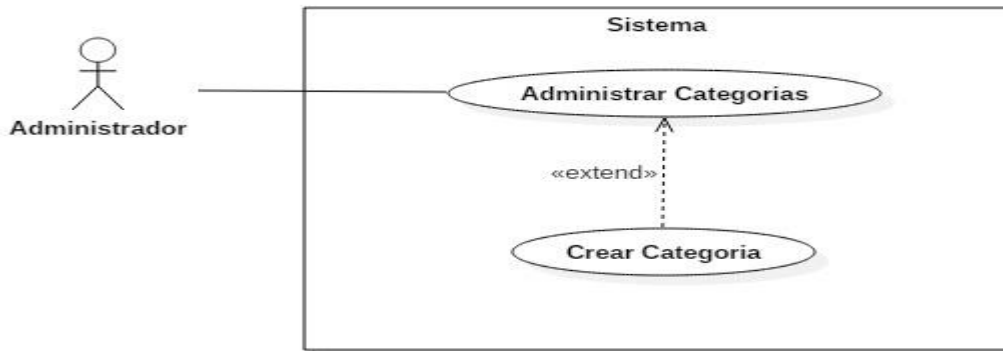 Sistema
Administrar Categorias
Administrador
«extend»
Crear Categoria